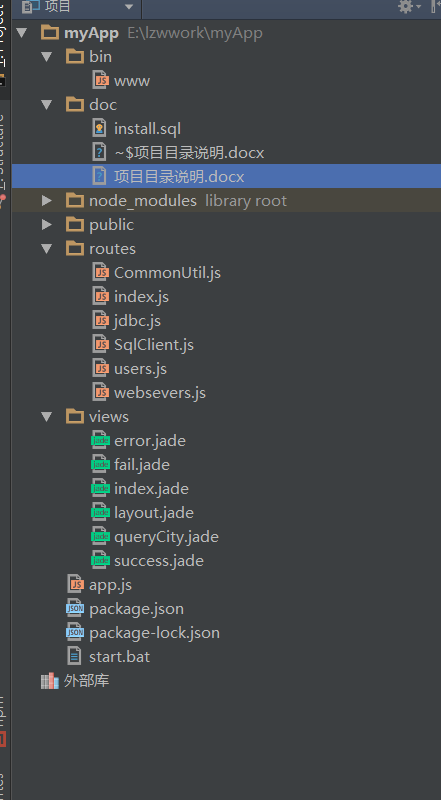 项目
myApp E:\lzwwork\myApp
bin
www
doc
install.sql
~$项目目录说明.docx
项目目录说明.docx
node_modules library root
public
routes
CommonUtil.js
index.js
jdbc.js
SqlClient.js
users.js
websevers.js
views
error.jade
fail.jade
index.jade
layout.jade
queryCity.jade
success.jade
app.js
package.json
package-lock.json
start.bat
外部库